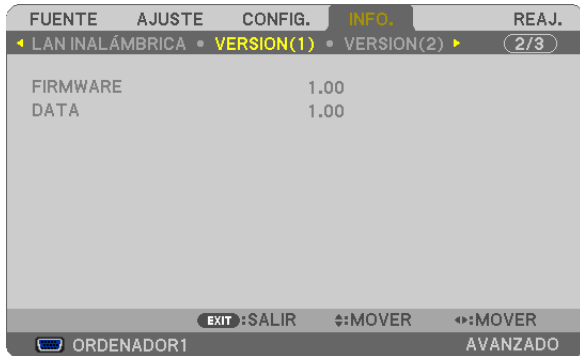 FUENTE AJUSTE CONFIG. INFO. REAJ.
LAN INALÁMBRICA • VERSION(1) • VERSION(2) 2/3
FIRMWARE 1.00
DATA 1.00
EXIT :SALIR :MOVER :MOVER
ORDENADOR1 AVANZADO